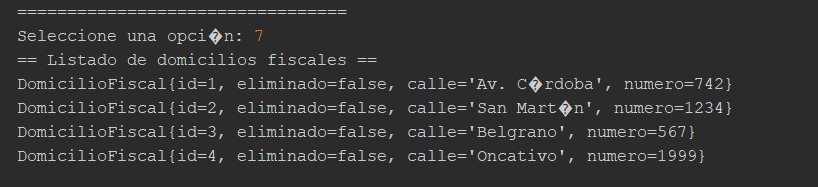 =================================
Seleccione una opci�n: 7
== Listado de domicilios fiscales ==
DomicilioFiscal{id=1, eliminado=false, calle='Av. C�rdoba', numero=742}
DomicilioFiscal{id=2, eliminado=false, calle='San Mart�n', numero=1234}
DomicilioFiscal{id=3, eliminado=false, calle='Belgrano', numero=567}
DomicilioFiscal{id=4, eliminado=false, calle='Oncativo', numero=1999}